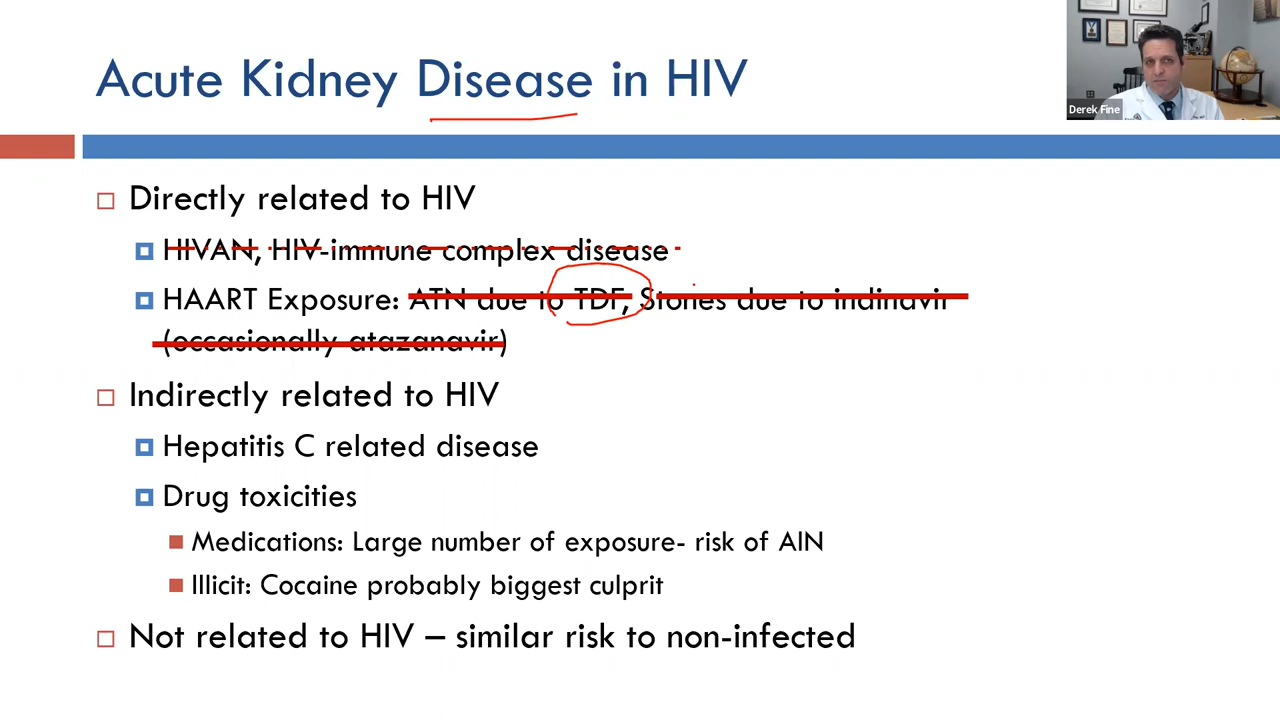 Acute Kidney Disease in HIV
Derek Fine
Directly related to HIV
HIVAN, HIV-immune complex disease
HAART Exposure: ATN due to TDF, Stones due to indinavir
(occasionally atazanavir)
Indirectly related to HIV
Hepatitis C related disease
Drug toxicities
Medications: Large number of exposure- risk of AIN
Illicit: Cocaine probably biggest culprit
Not related to HIV – similar risk to non-infected